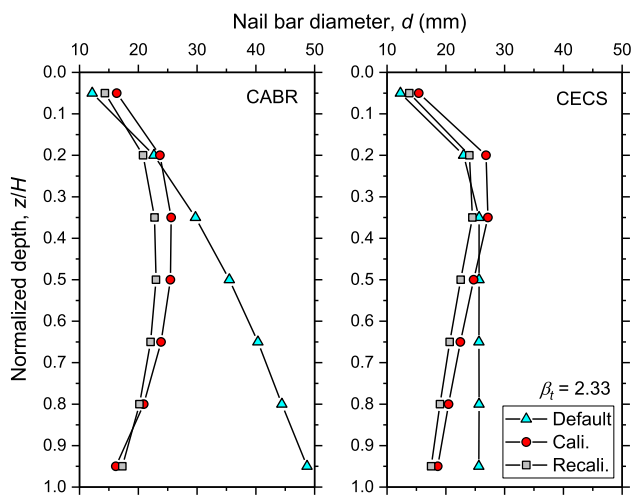 Nail bar diameter, d (mm)
10 20 30 40 50 10 20 30 40 50
0.0 0.0
CABR CECS
0.1 0.1
0.2 0.2
0.3 0.3
0.4 0.4
0.5 0.5
0.6 0.6
0.7 0.7
0.8 0.8
0.9 0.9
1.0 1.0
Normalized depth, z/H
βt = 2.33
Default
Cali.
Recali.